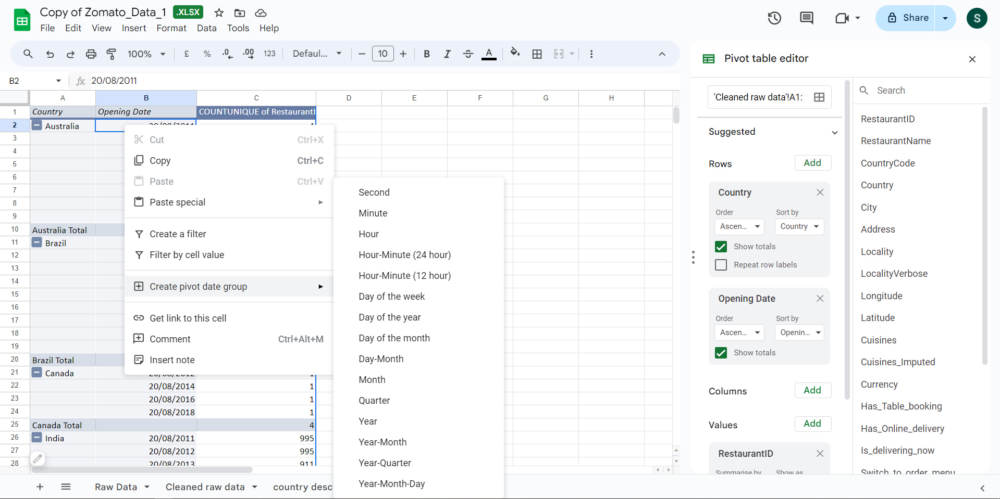 Copy of Zomato_Data_1 .XLSX
File Edit View Insert Format Data Tools Help
Share
S
100% £ % .0 .00 123 Defaul... 10 B I A
B2 fx 20/08/2011
A B C D E F G H
1 Country Opening Date COUNTUNIQUE of RestaurantI
2 Australia 20/08/2011 4
3
4
5
6
7
8
9
10 Australia Total
11 Brazil
12
13
14
15
16
17
18
19
20 Brazil Total
21 Canada 20/08/2012 1
22 20/08/2014 1
23 20/08/2016 1
24 20/08/2018 1
25 Canada Total 4
26 India 20/08/2011 995
27 20/08/2012 995
28 20/08/2013 911
Cut Ctrl+X
Copy Ctrl+C
Paste Ctrl+V
Paste special
Create a filter
Filter by cell value
Create pivot date group
Get link to this cell
Comment Ctrl+Alt+M
Insert note
Second
Minute
Hour
Hour-Minute (24 hour)
Hour-Minute (12 hour)
Day of the week
Day of the year
Day of the month
Day-Month
Month
Quarter
Year
Year-Month
Year-Quarter
Year-Month-Day
Pivot table editor
'Cleaned raw data'!A1:
Suggested
Rows Add
Country
Order Sort by
Ascen... Country
Show totals
Repeat row labels
Opening Date
Order Sort by
Ascen... Openin...
Show totals
Columns Add
Values Add
RestaurantID
Summarise by Show as
Search
RestaurantID
RestaurantName
CountryCode
Country
City
Address
Locality
LocalityVerbose
Longitude
Latitude
Cuisines
Cuisines_Imputed
Currency
Has_Table_booking
Has_Online_delivery
Is_delivering_now
Switch_to_order_menu
Raw Data Cleaned raw data country desc